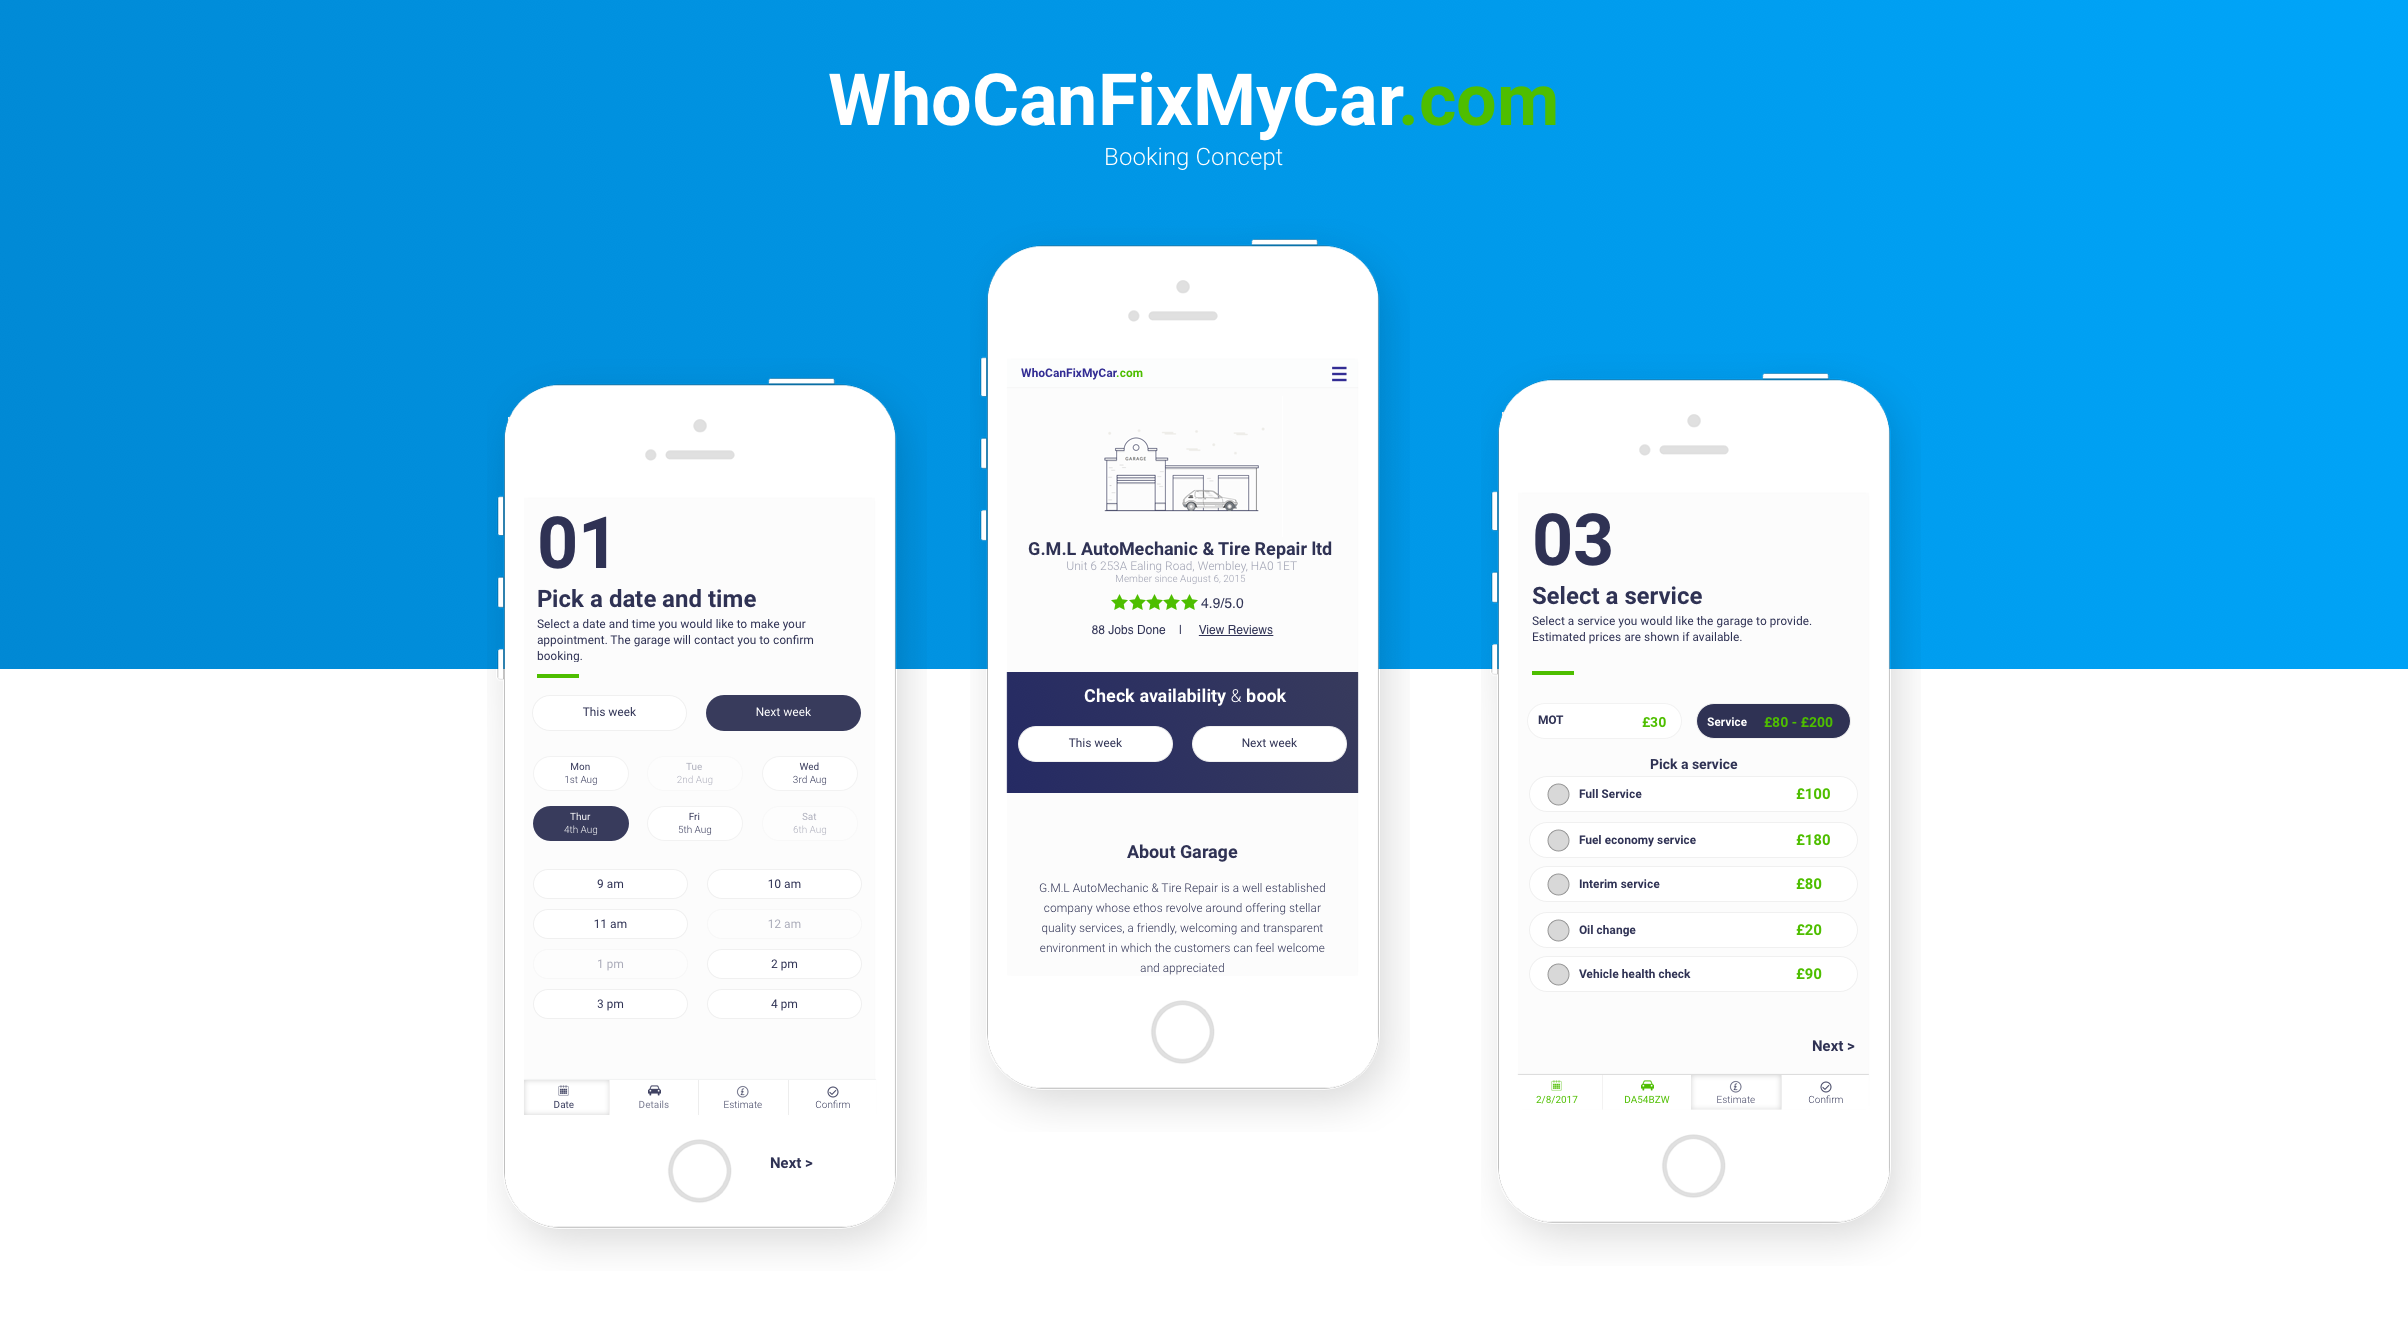 WhoCanFixMyCar.com
Booking Concept
01
Pick a date and time
Select a date and time you would like to make your
appointment. The garage will contact you to confirm
booking.
This week
Next week
Mon
1st Aug
Tue
2nd Aug
Wed
3rd Aug
Thur
4th Aug
Fri
5th Aug
Sat
6th Aug
9 am
10 am
11 am
12 am
1 pm
2 pm
3 pm
4 pm
Date
Details
Estimate
Confirm
Next >
WhoCanFixMyCar.com
GARAGE
G.M.L AutoMechanic & Tire Repair ltd
Unit 6 253A Ealing Road, Wembley, HA0 1ET
Member since August 6, 2015
4.9/5.0
88 Jobs Done | View Reviews
Check availability & book
This week
Next week
About Garage
G.M.L AutoMechanic & Tire Repair is a well established
company whose ethos revolve around offering stellar
quality services, a friendly, welcoming and transparent
environment in which the customers can feel welcome
and appreciated
03
Select a service
Select a service you would like the garage to provide.
Estimated prices are shown if available.
MOT £30
Service £80 - £200
Pick a service
Full Service £100
Fuel economy service £180
Interim service £80
Oil change £20
Vehicle health check £90
Next >
2/8/2017
DA54BZW
Estimate
Confirm